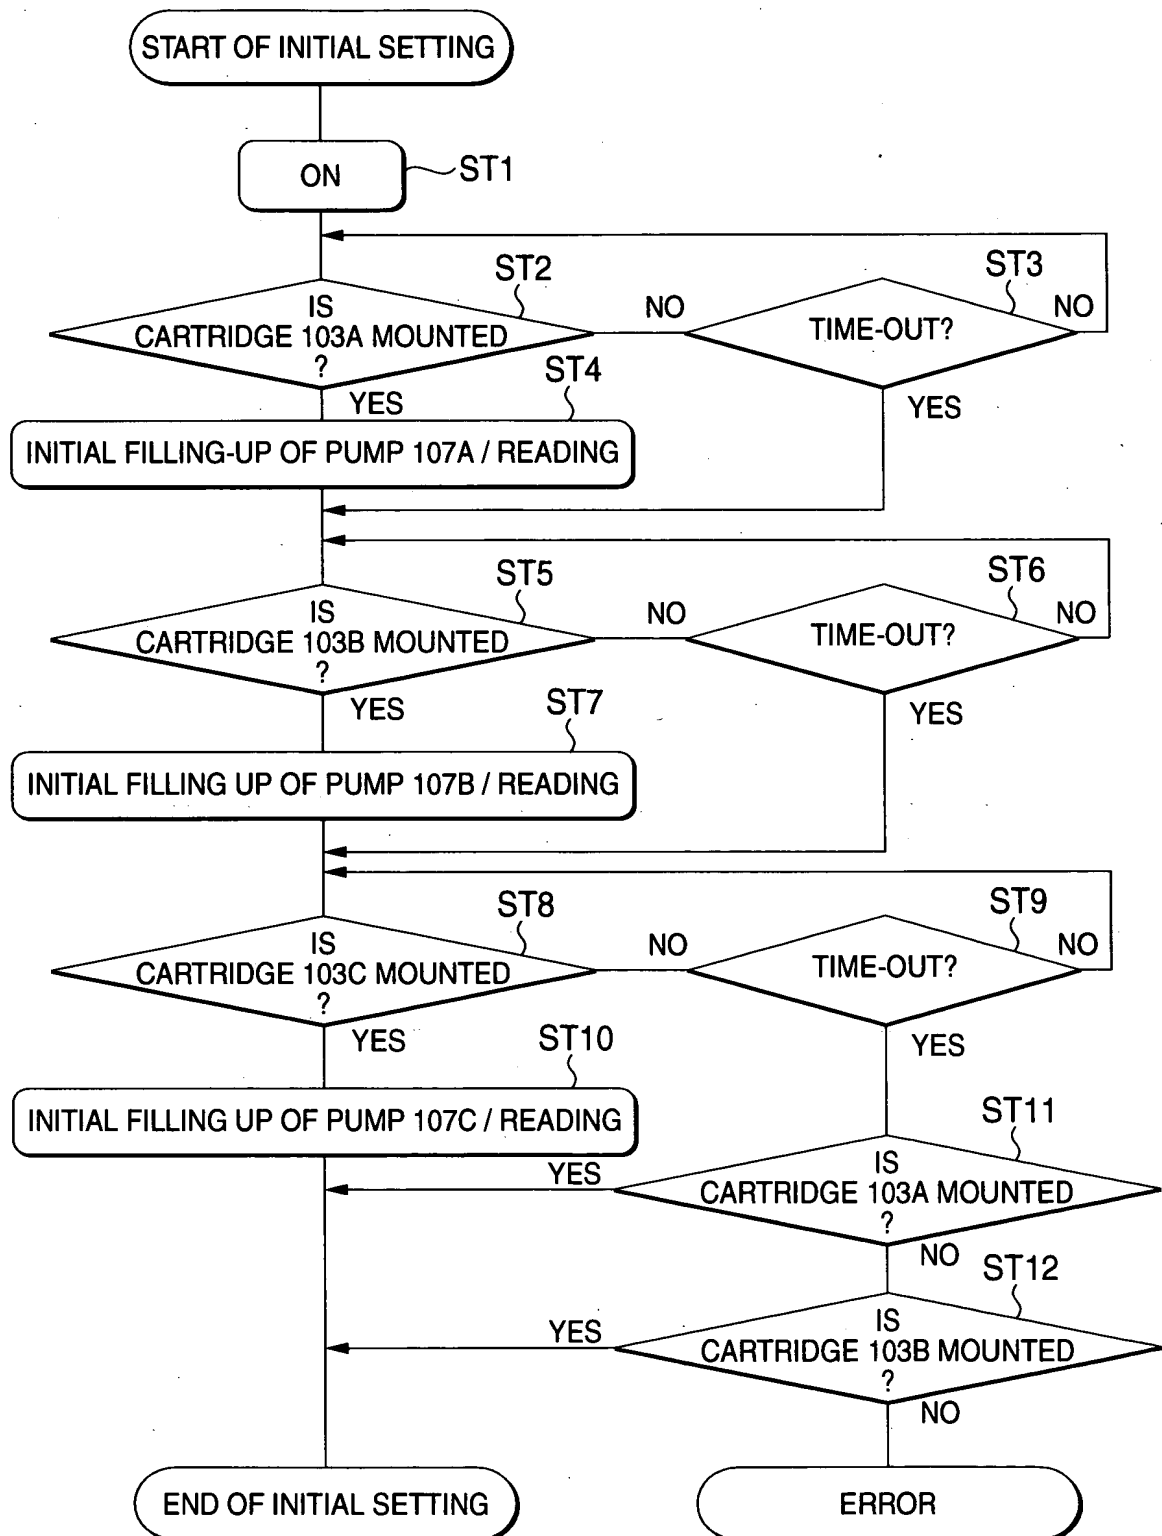 START OF INITIAL SETTING
ON
ST1
ST2
IS
CARTRIDGE 103A MOUNTED
?
NO
ST3
TIME-OUT?
NO
YES
YES
ST4
INITIAL FILLING-UP OF PUMP 107A / READING
ST5
IS
CARTRIDGE 103B MOUNTED
?
NO
ST6
TIME-OUT?
NO
YES
YES
ST7
INITIAL FILLING UP OF PUMP 107B / READING
ST8
IS
CARTRIDGE 103C MOUNTED
?
NO
ST9
TIME-OUT?
NO
YES
YES
ST10
INITIAL FILLING UP OF PUMP 107C / READING
ST11
IS
CARTRIDGE 103A MOUNTED
?
YES
NO
ST12
IS
CARTRIDGE 103B MOUNTED
?
YES
NO
END OF INITIAL SETTING
ERROR